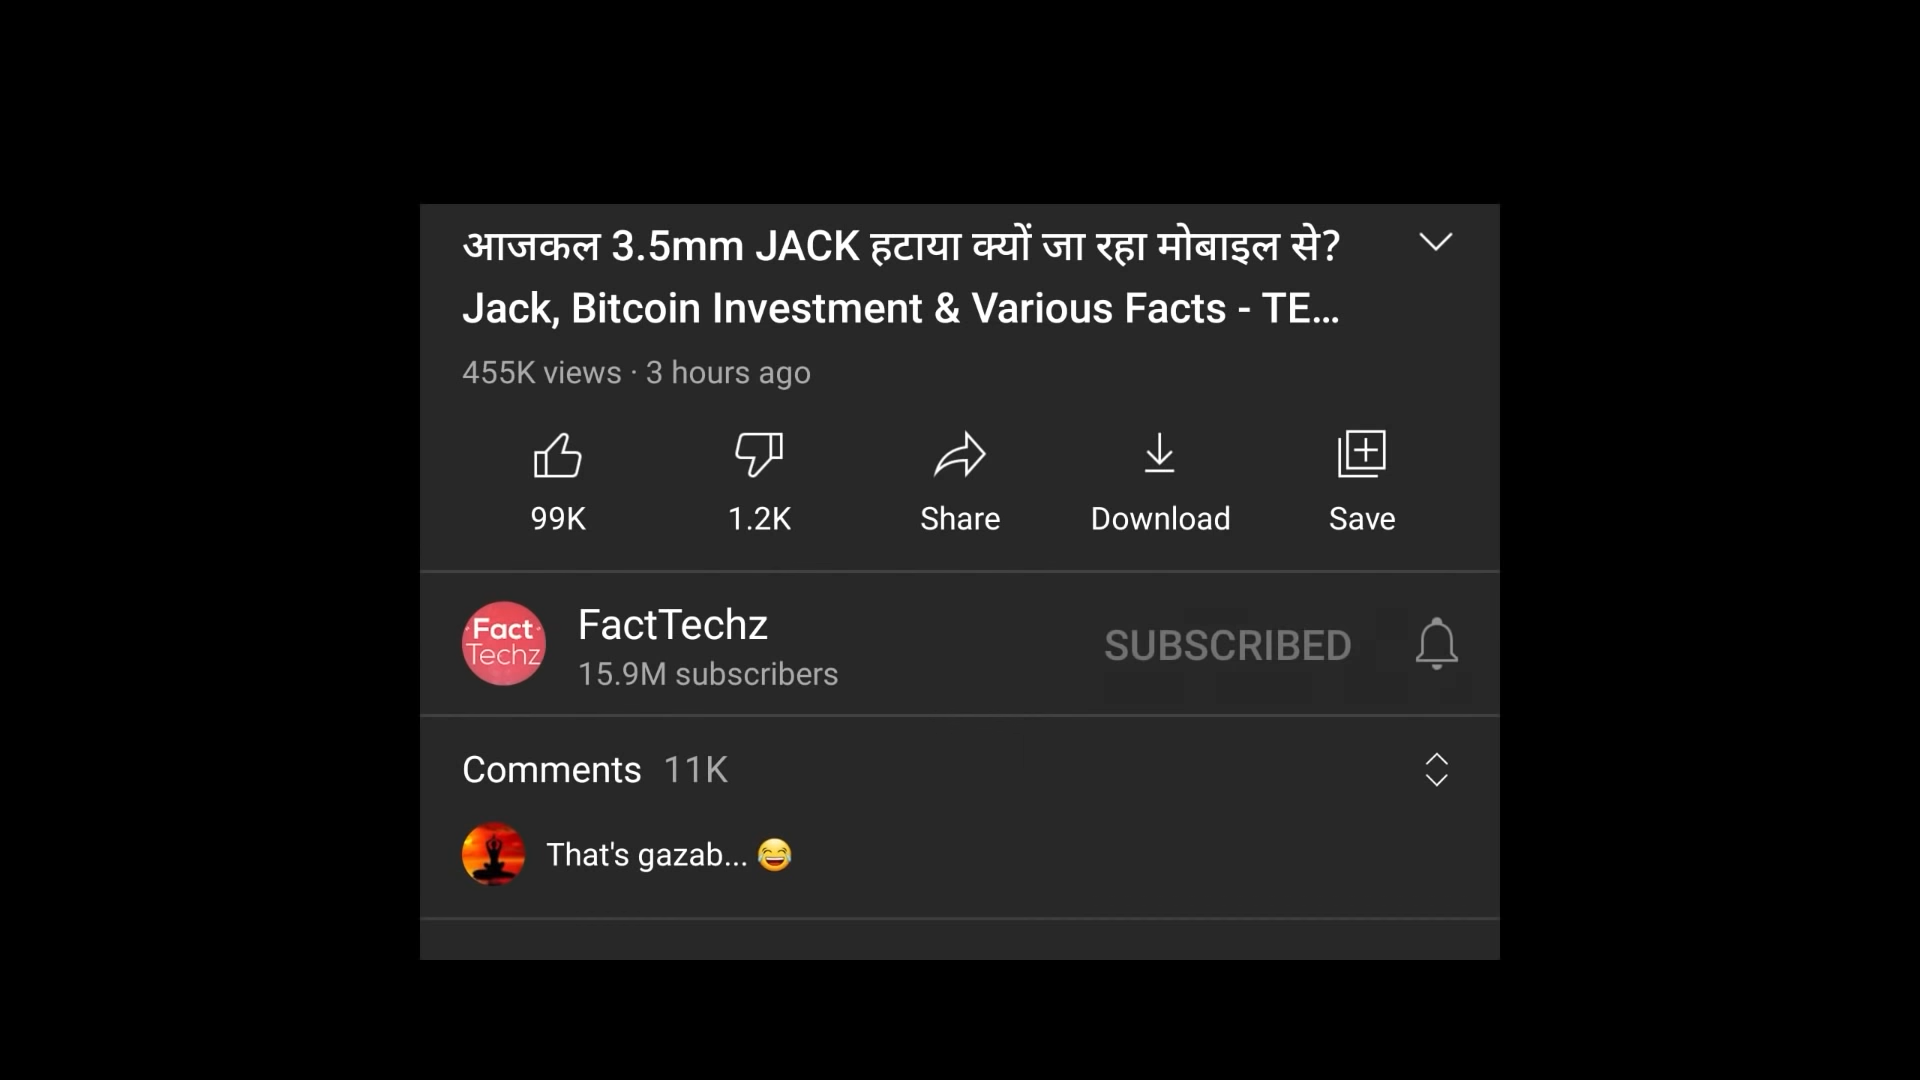 आजकल 3.5mm JACK हटाया क्यों जा रहा मोबाइल से?
Jack, Bitcoin Investment & Various Facts - TE...
455K views · 3 hours ago
99K
1.2K
Share
Download
Save
Fact
Techz
FactTechz
15.9M subscribers
SUBSCRIBED
Comments 11K
That's gazab... 😂